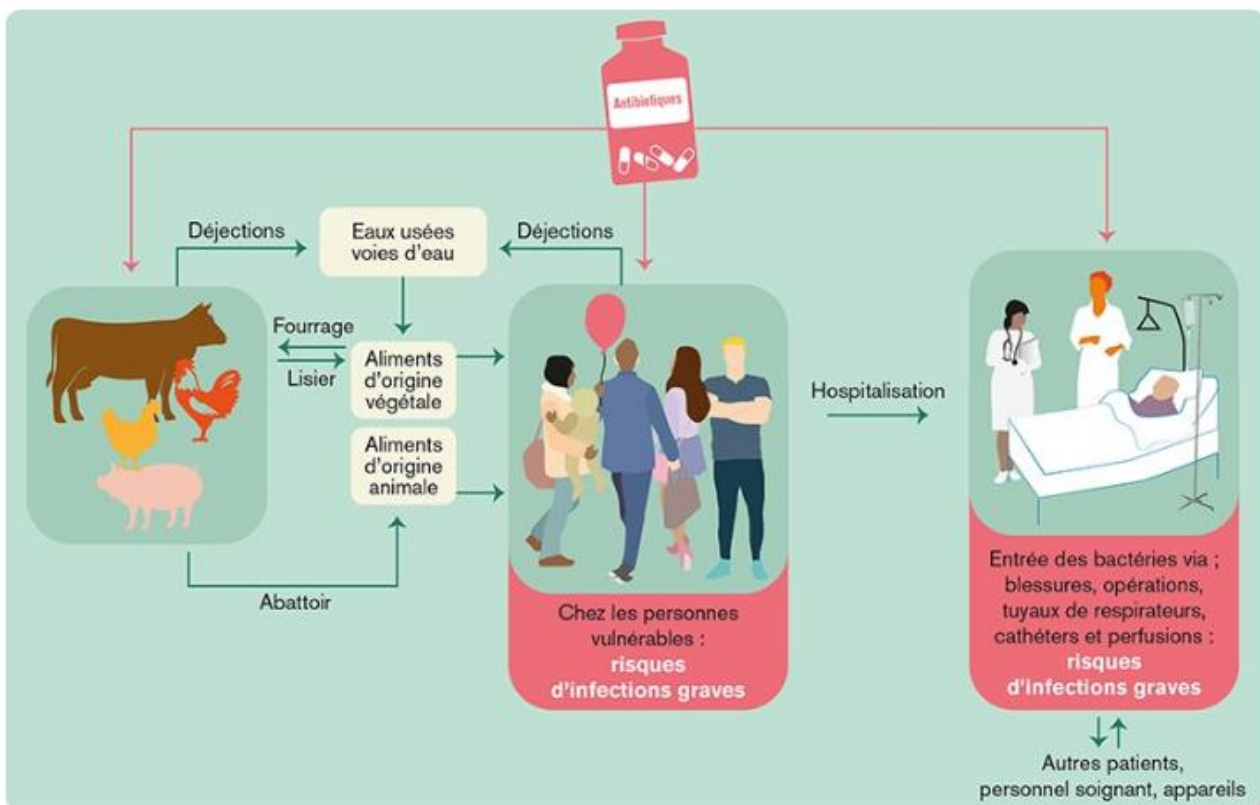 Antibiotiques
Déjections
Eaux usées
voies d'eau
Déjections
Fourrage
Lisier
Aliments
d'origine
végétale
Aliments
d'origine
animale
Abattoir
Hospitalisation
Chez les personnes
vulnérables :
risques
d'infections graves
Entrée des bactéries via ;
blessures, opérations,
tuyaux de respirateurs,
cathéters et perfusions :
risques
d'infections graves
Autres patients,
personnel soignant, appareils